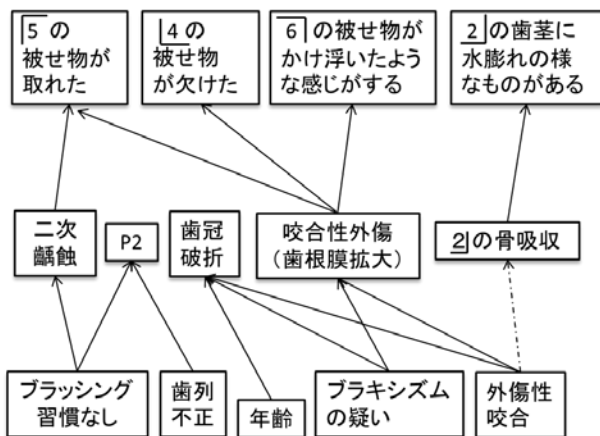 ┌5の
被せ物が
取れた
└4の
被せ物
が欠けた
6┐の被せ物が
かけ浮いたよう
な感じがする
2┘の歯茎に
水膨れの様
なものがある
二次
齲蝕
P2
歯冠
破折
咬合性外傷
（歯根膜拡大）
2┘の骨吸収
ブラッシング
習慣なし
歯列
不正
年齢
ブラキシズム
の疑い
外傷性
咬合